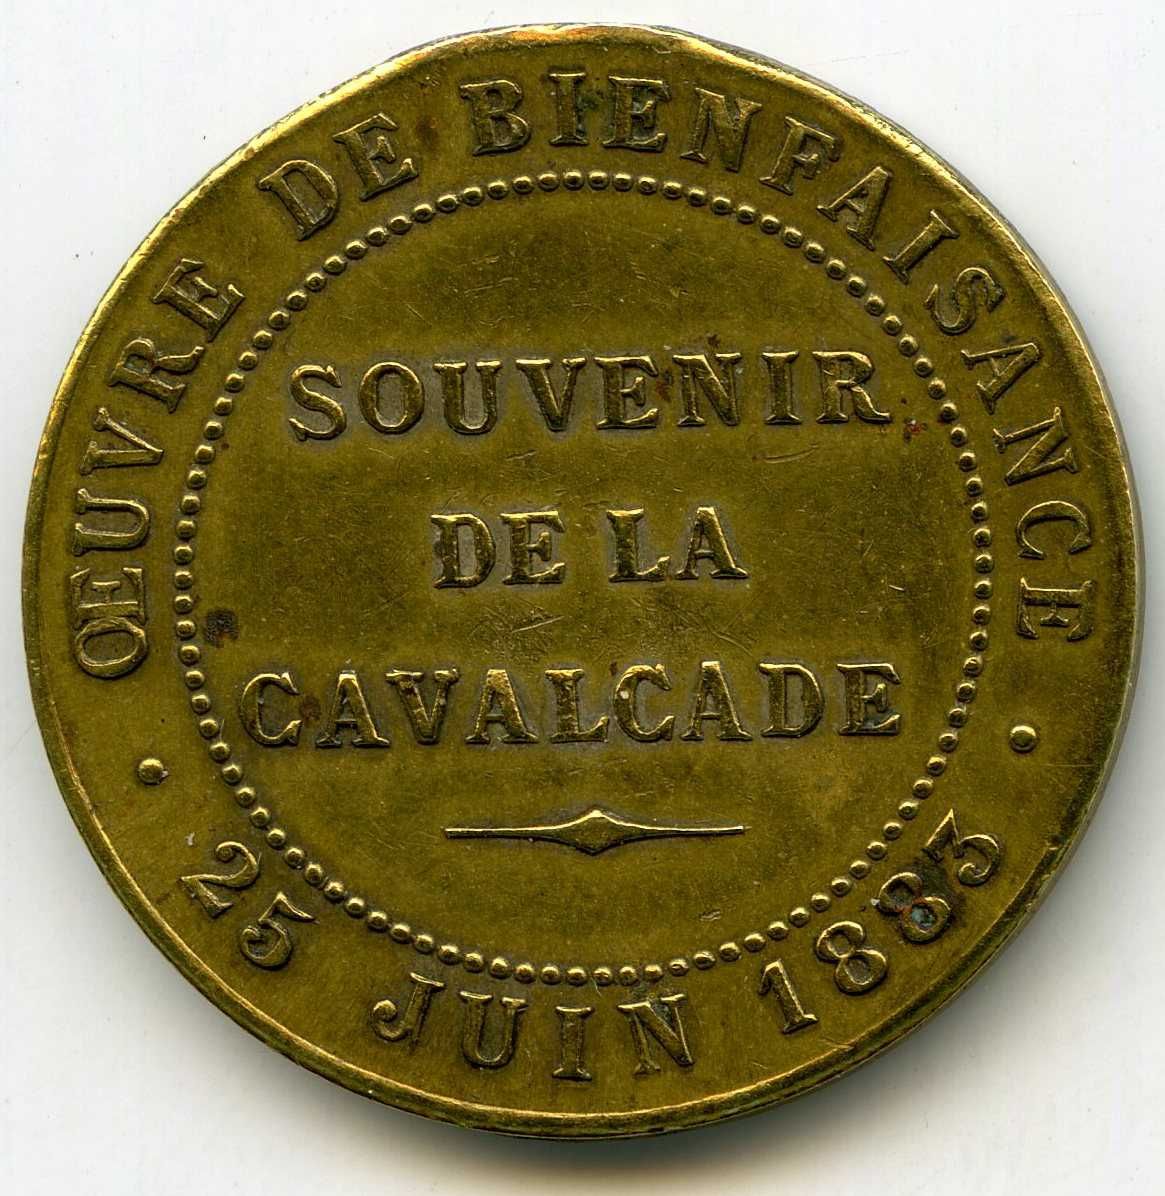 ŒUVRE DE BIENFAISANCE
SOUVENIR
DE LA
CAVALCADE
25 JUIN 1883